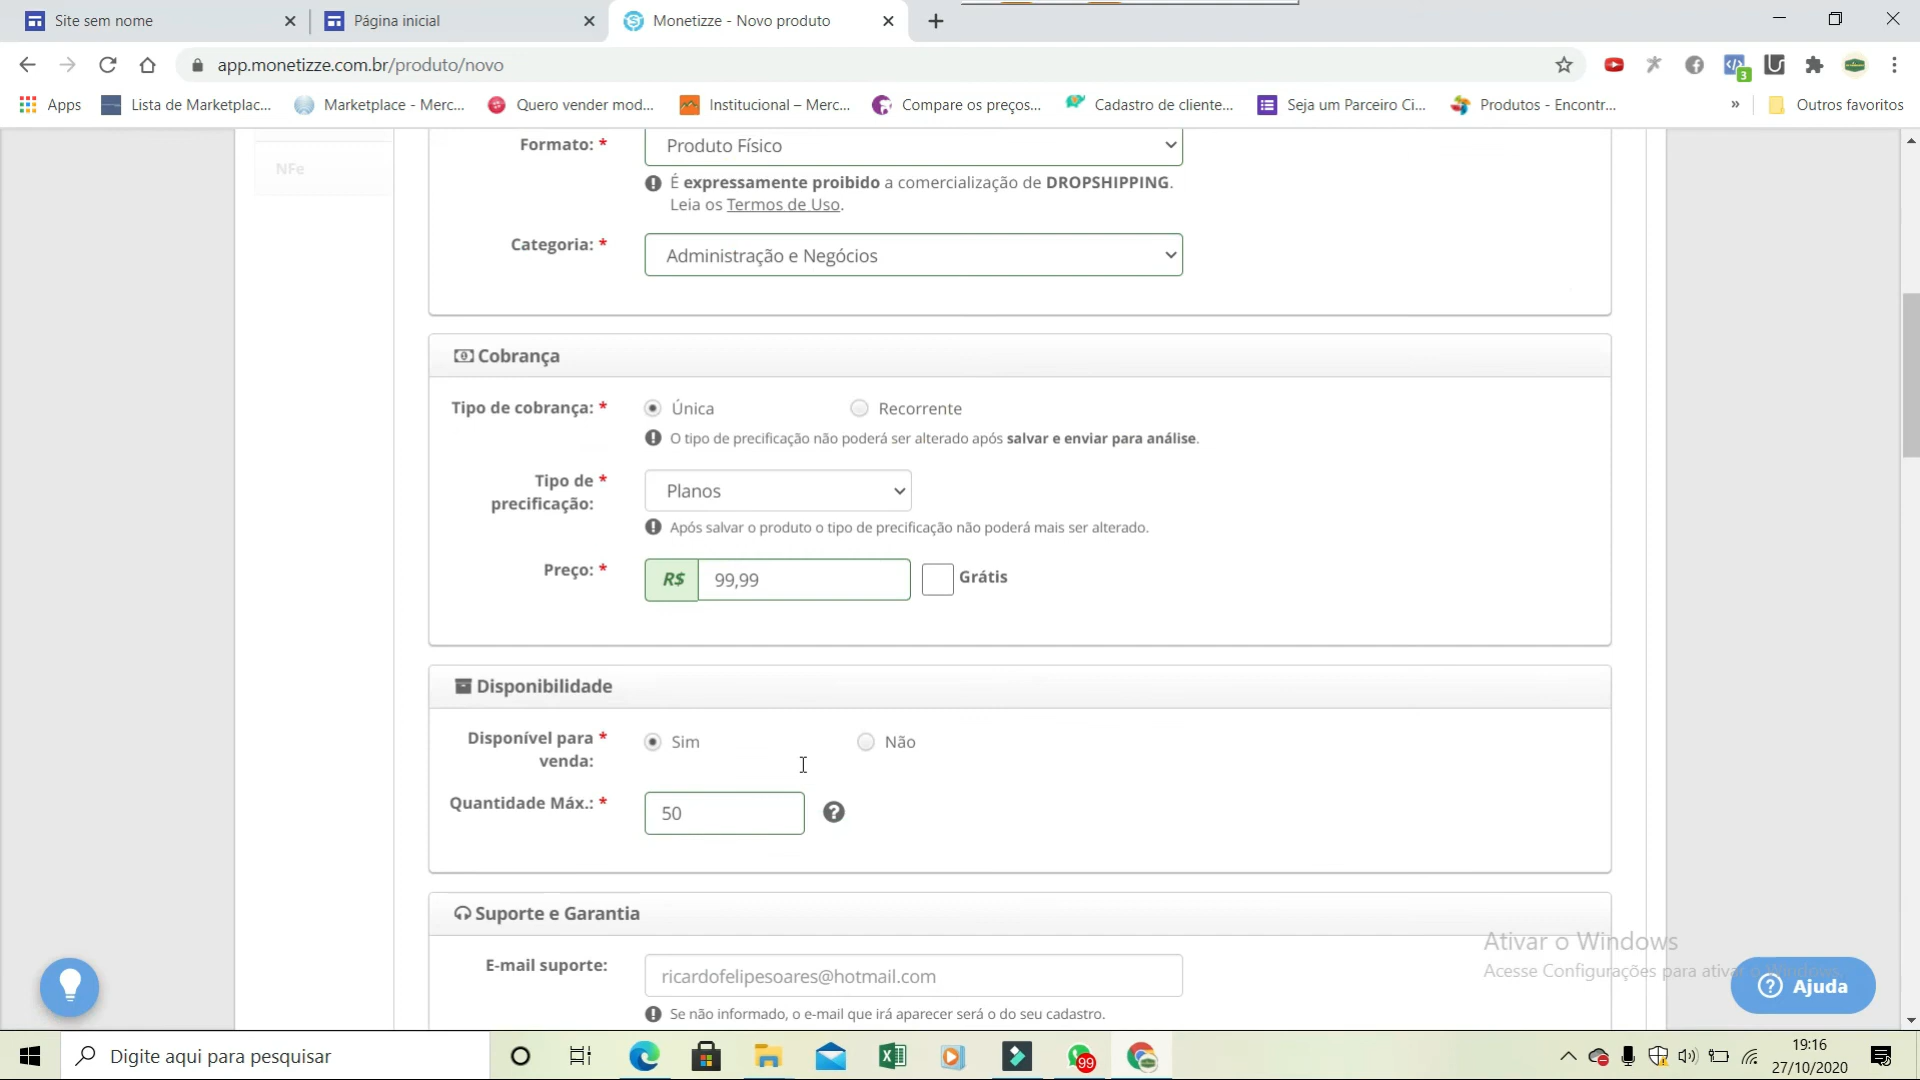 Site sem nome
Página inicial
Monetizze - Novo produto
app.monetizze.com.br/produto/novo
3
Apps
Lista de Marketplac...
Marketplace - Merc...
Quero vender mod...
Institucional – Merc...
Compare os preços...
Cadastro de cliente...
Seja um Parceiro Ci...
Produtos - Encontr...
»
Outros favoritos
NFe
Formato: *
Produto Físico
É expressamente proibido a comercialização de DROPSHIPPING.
Leia os Termos de Uso.
Categoria: *
Administração e Negócios
Cobrança
Tipo de cobrança: *
Única
Recorrente
O tipo de precificação não poderá ser alterado após salvar e enviar para análise.
Tipo de *
precificação:
Planos
Após salvar o produto o tipo de precificação não poderá mais ser alterado.
Preço: *
R$
99,99
Grátis
Disponibilidade
Disponível para *
venda:
Sim
Não
Quantidade Máx.: *
50
Suporte e Garantia
E-mail suporte:
ricardofelipesoares@hotmail.com
Se não informado, o e-mail que irá aparecer será o do seu cadastro.
Ativar o Windows
Acesse Configurações para ativar o Windows.
Ajuda
Digite aqui para pesquisar
99
19:16
27/10/2020